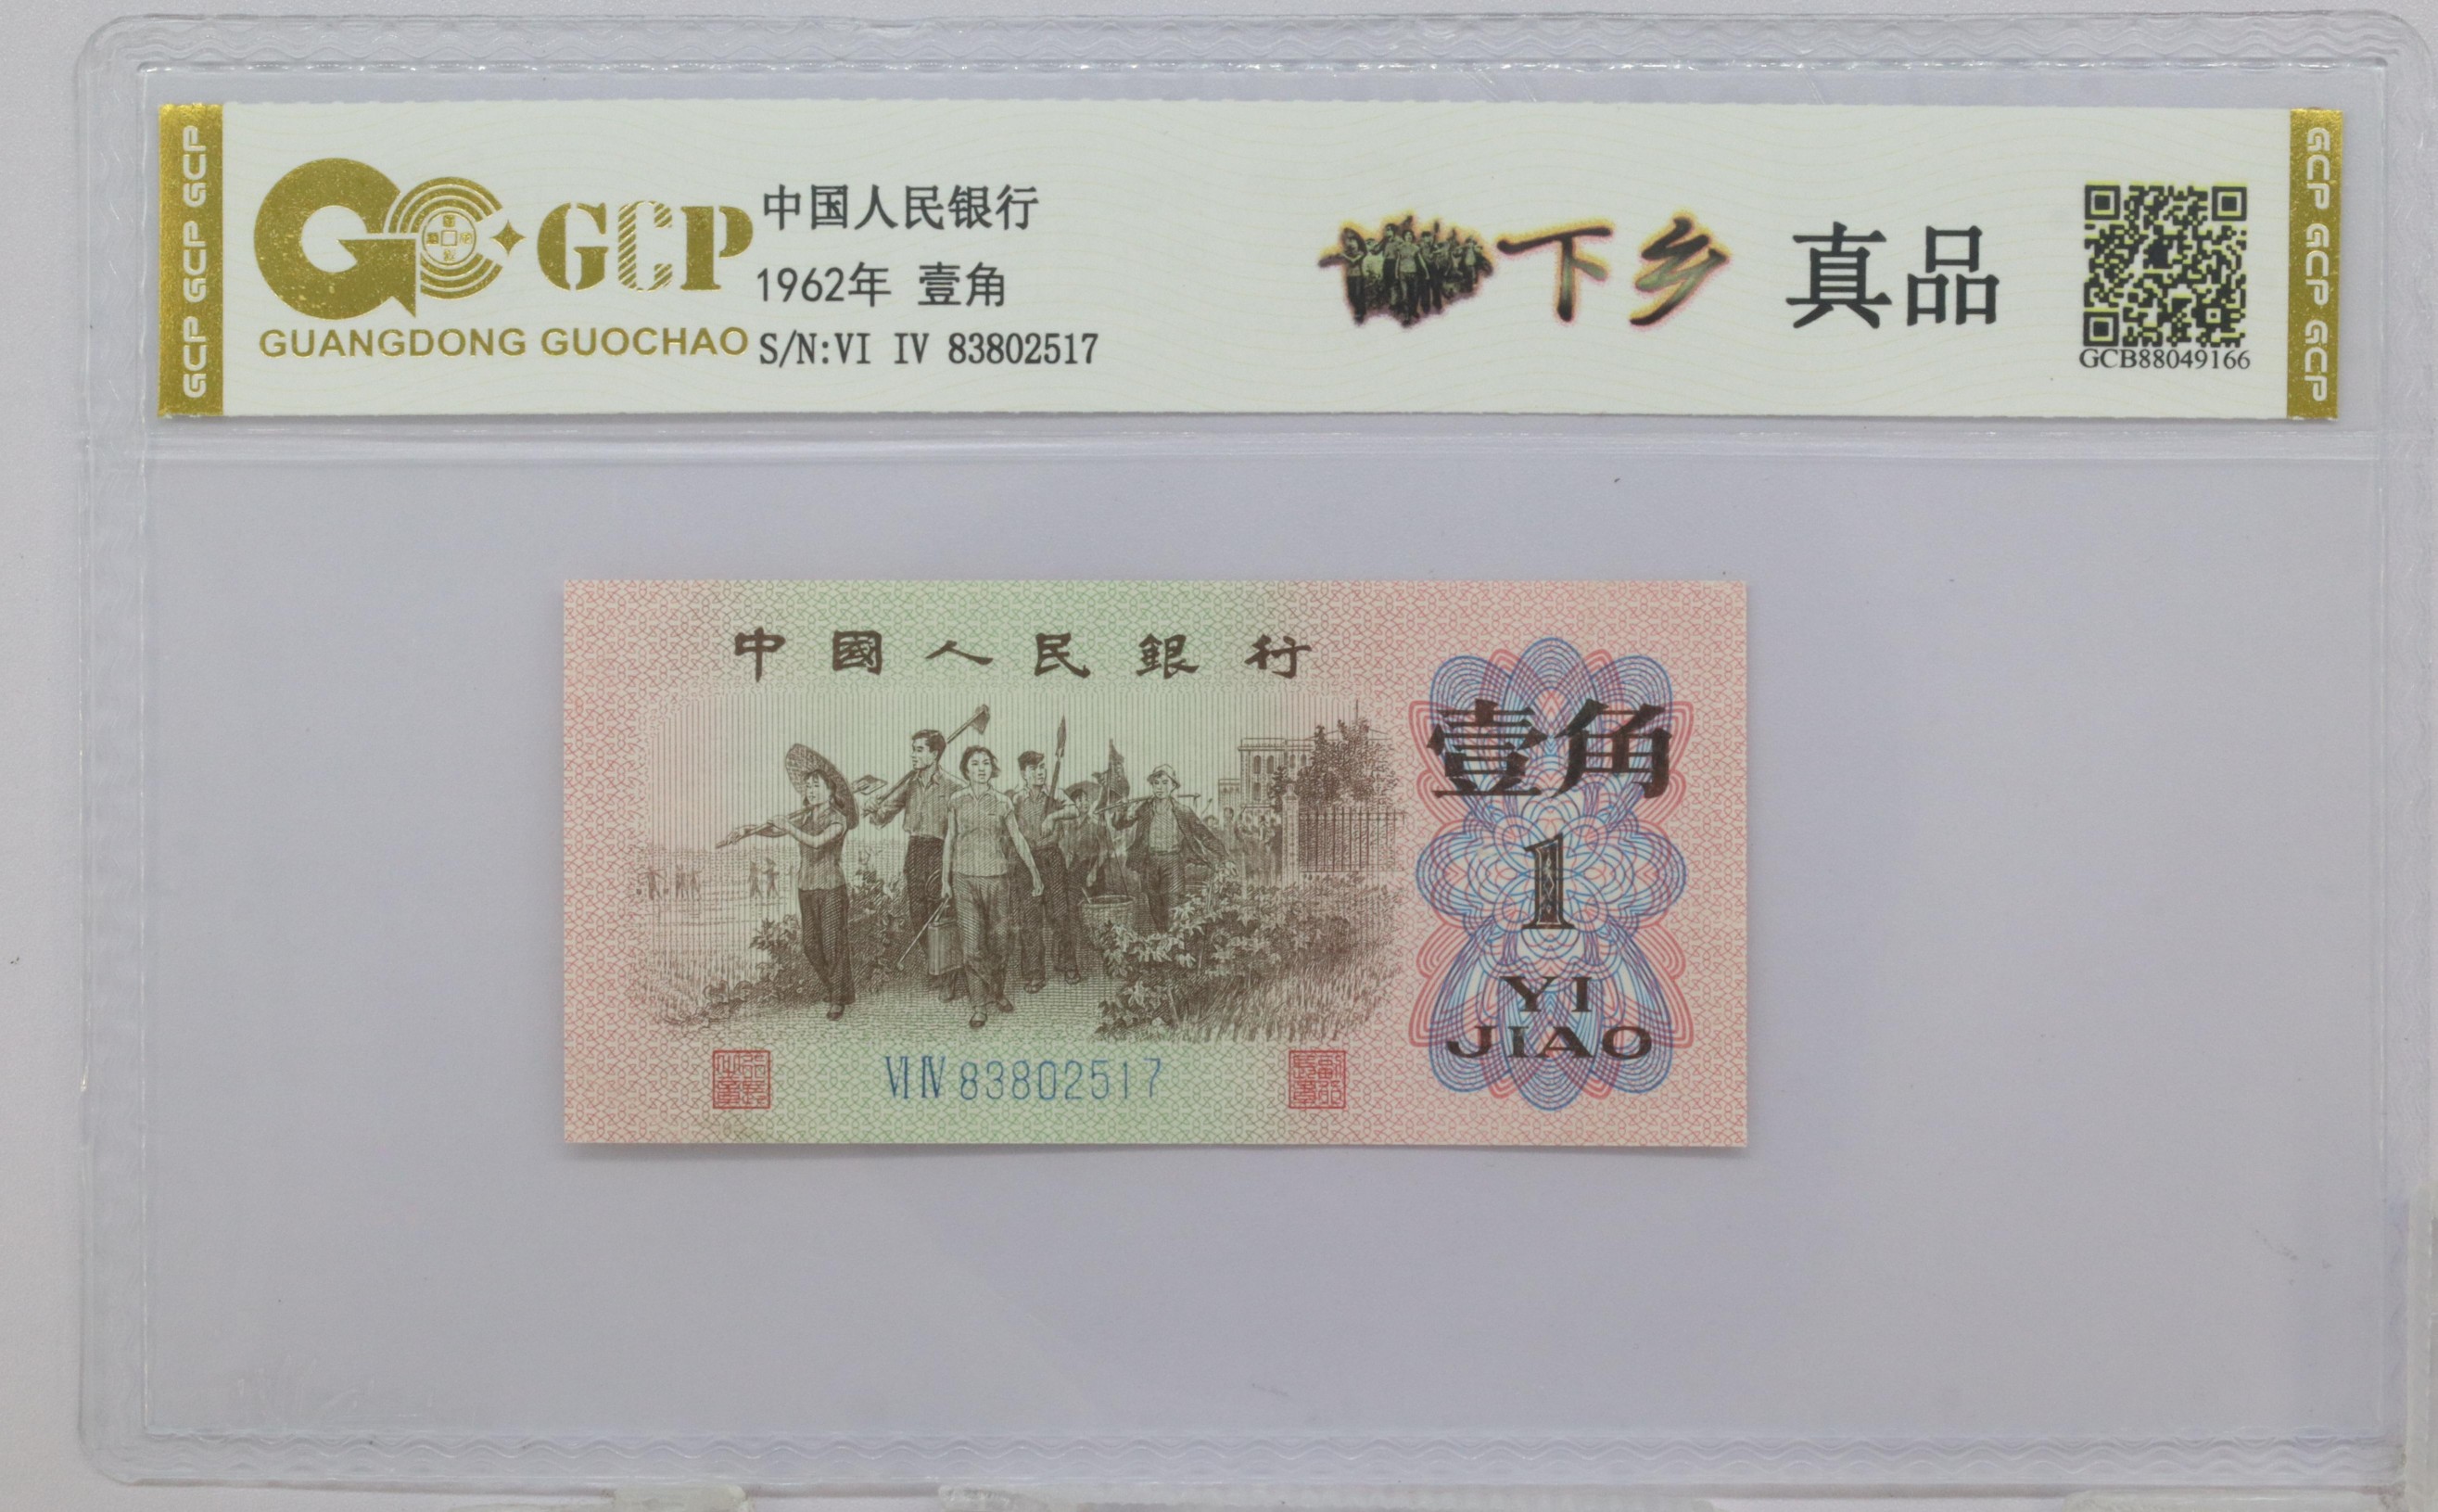 GCP GCP GCP
GCP
GUANGDONG GUOCHAO
中国人民银行
1962年 壹角
S/N:VI IV 83802517
下乡 真品
GCB88049166
GCP GCP GCP
中國人民銀行
壹角
1
YI
JIAO
VI IV 83802517